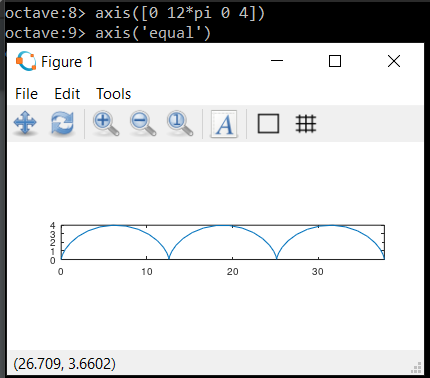 octave:8> axis([0 12*pi 0 4])
octave:9> axis('equal')
Figure 1
File Edit Tools
A
4
3
2
1
0
0 10 20 30
(26.709, 3.6602)